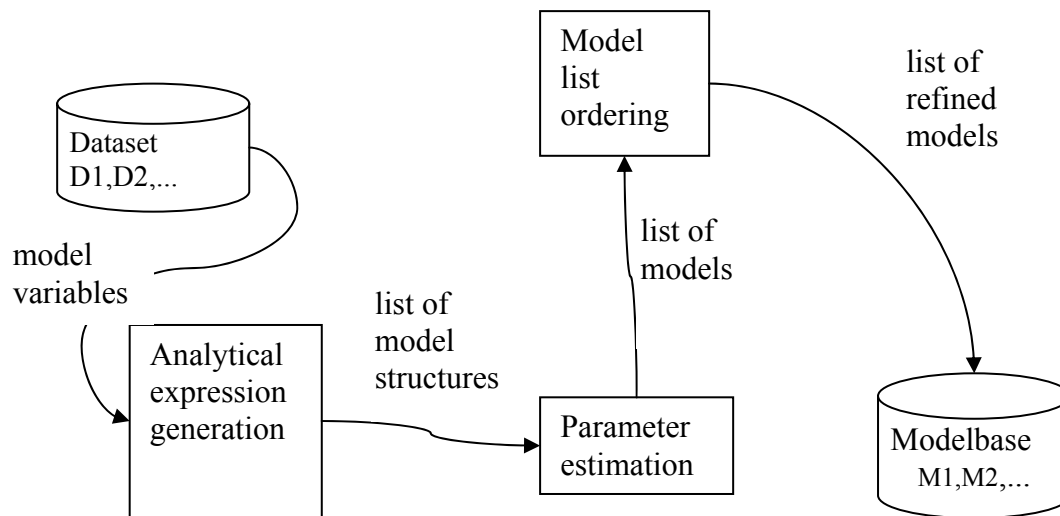 Dataset
D1,D2,...
model
variables
Analytical
expression
generation
list of
model
structures
Parameter
estimation
list of
models
Model
list
ordering
list of
refined
models
Modelbase
M1,M2,...